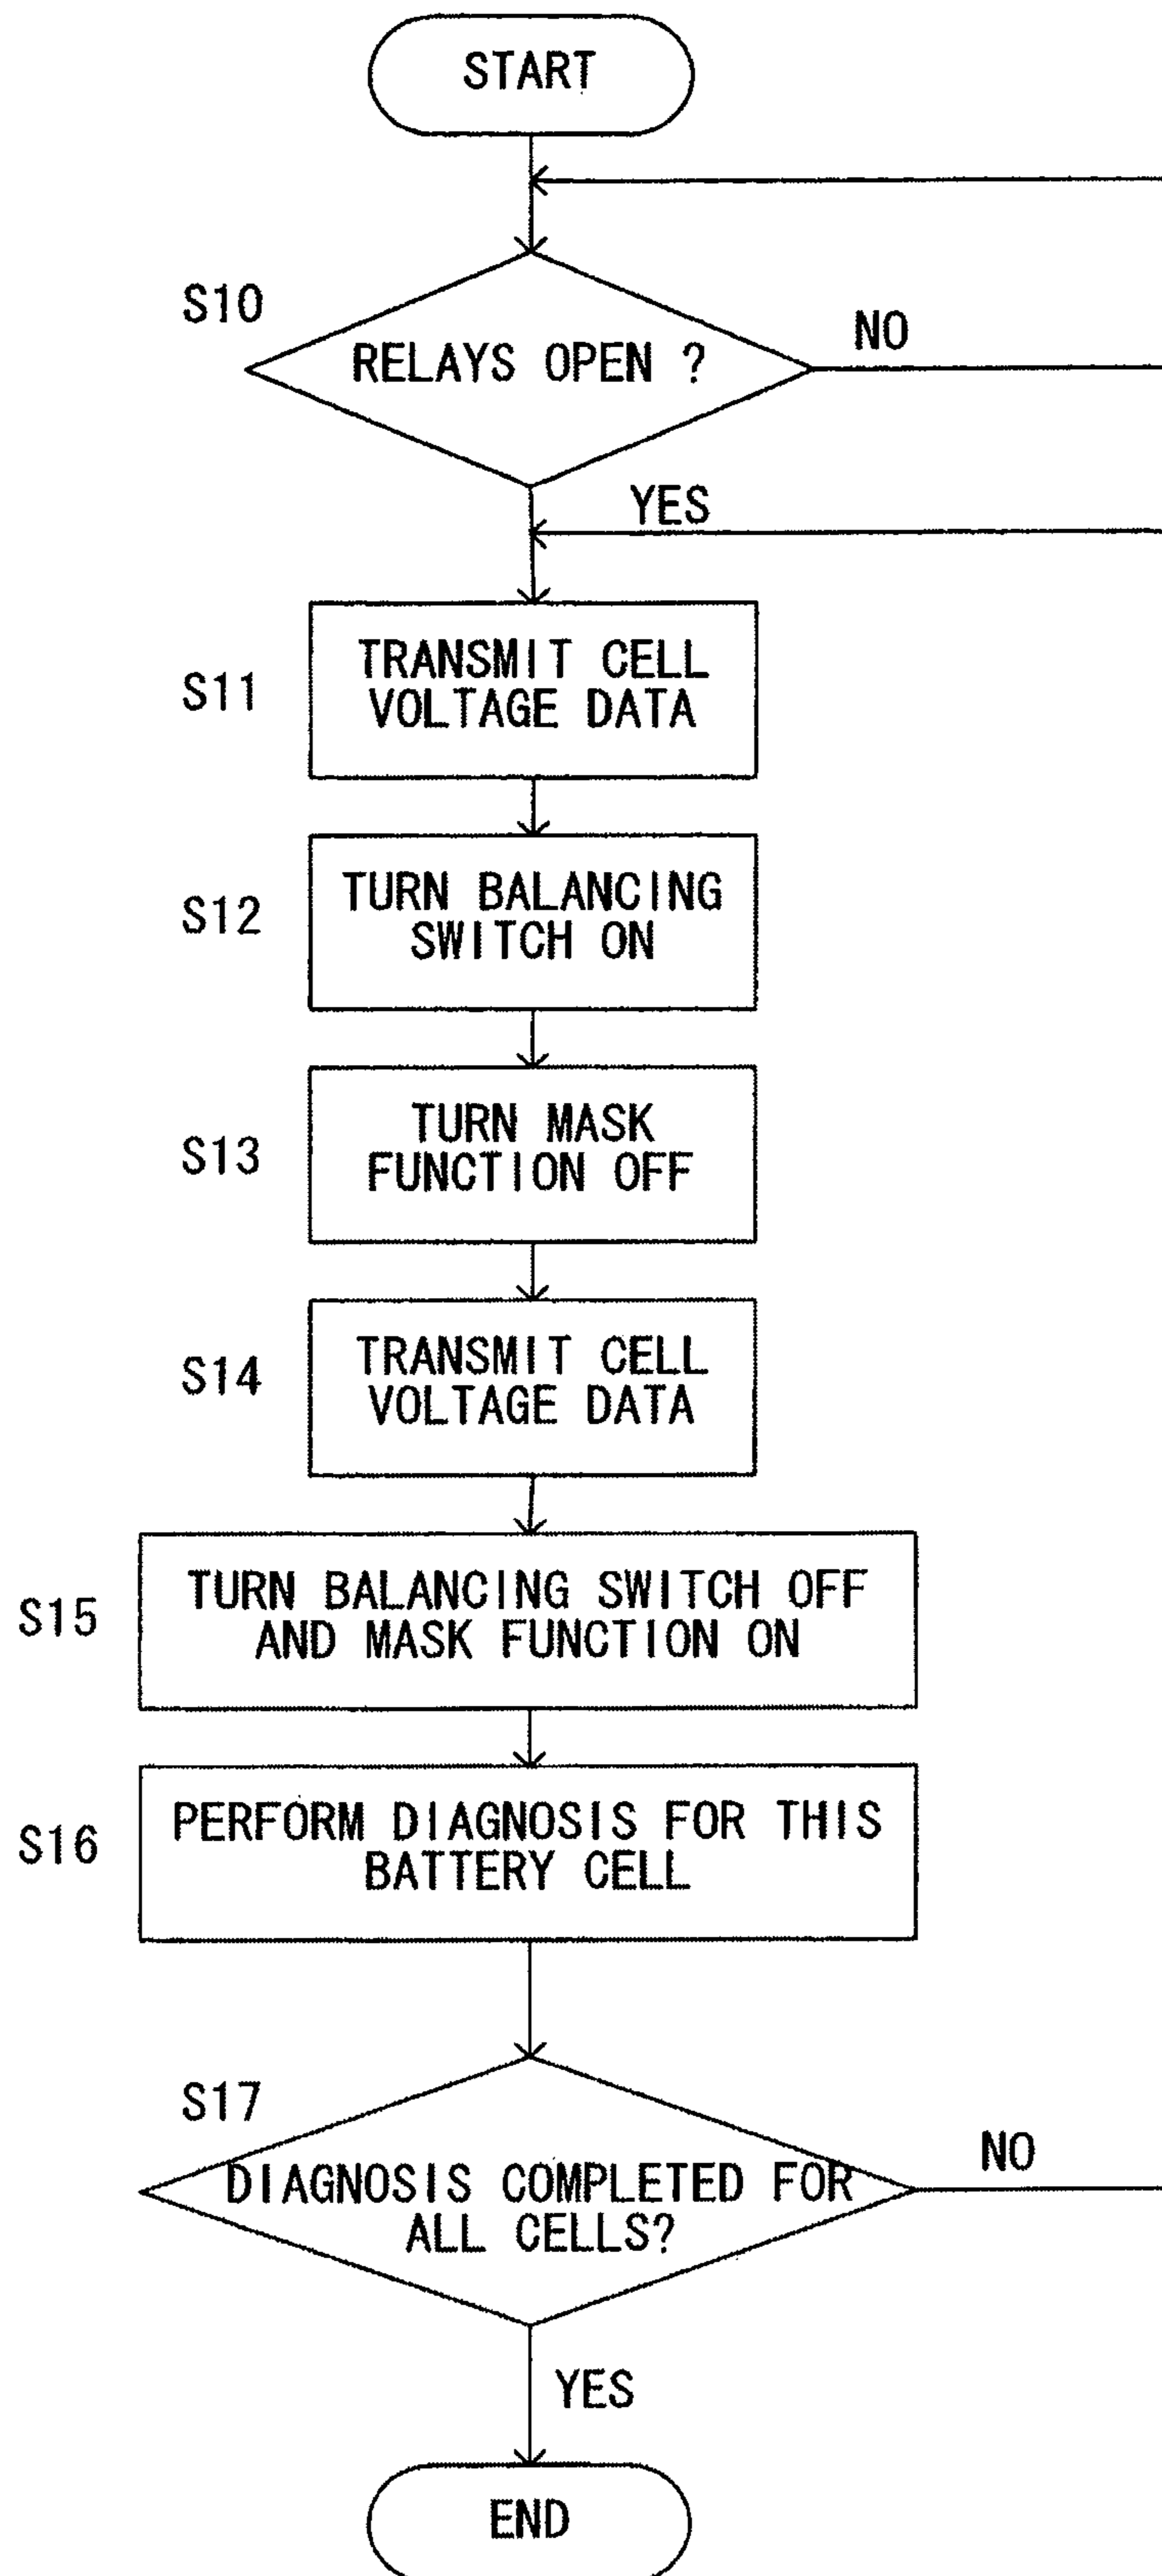 START
S10
RELAYS OPEN ?
NO
YES
S11
TRANSMIT CELL
VOLTAGE DATA
S12
TURN BALANCING
SWITCH ON
S13
TURN MASK
FUNCTION OFF
S14
TRANSMIT CELL
VOLTAGE DATA
S15
TURN BALANCING SWITCH OFF
AND MASK FUNCTION ON
S16
PERFORM DIAGNOSIS FOR THIS
BATTERY CELL
S17
DIAGNOSIS COMPLETED FOR
ALL CELLS?
NO
YES
END